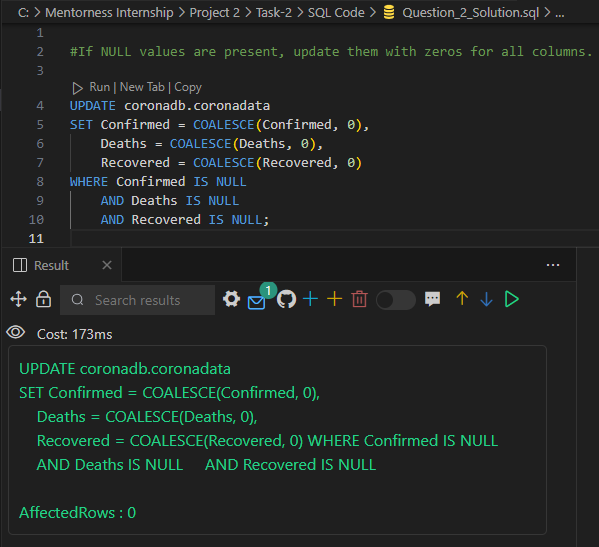 C: > Mentorness Internship > Project 2 > Task-2 > SQL Code > Question_2_Solution.sql > ...
1
2 #If NULL values are present, update them with zeros for all columns.
3
Run | New Tab | Copy
4 UPDATE coronadb.coronadata
5 SET Confirmed = COALESCE(Confirmed, 0),
6 Deaths = COALESCE(Deaths, 0),
7 Recovered = COALESCE(Recovered, 0)
8 WHERE Confirmed IS NULL
9 AND Deaths IS NULL
10 AND Recovered IS NULL;
11
Result
Search results 1
Cost: 173ms
UPDATE coronadb.coronadata
SET Confirmed = COALESCE(Confirmed, 0),
Deaths = COALESCE(Deaths, 0),
Recovered = COALESCE(Recovered, 0) WHERE Confirmed IS NULL
AND Deaths IS NULL AND Recovered IS NULL
AffectedRows : 0